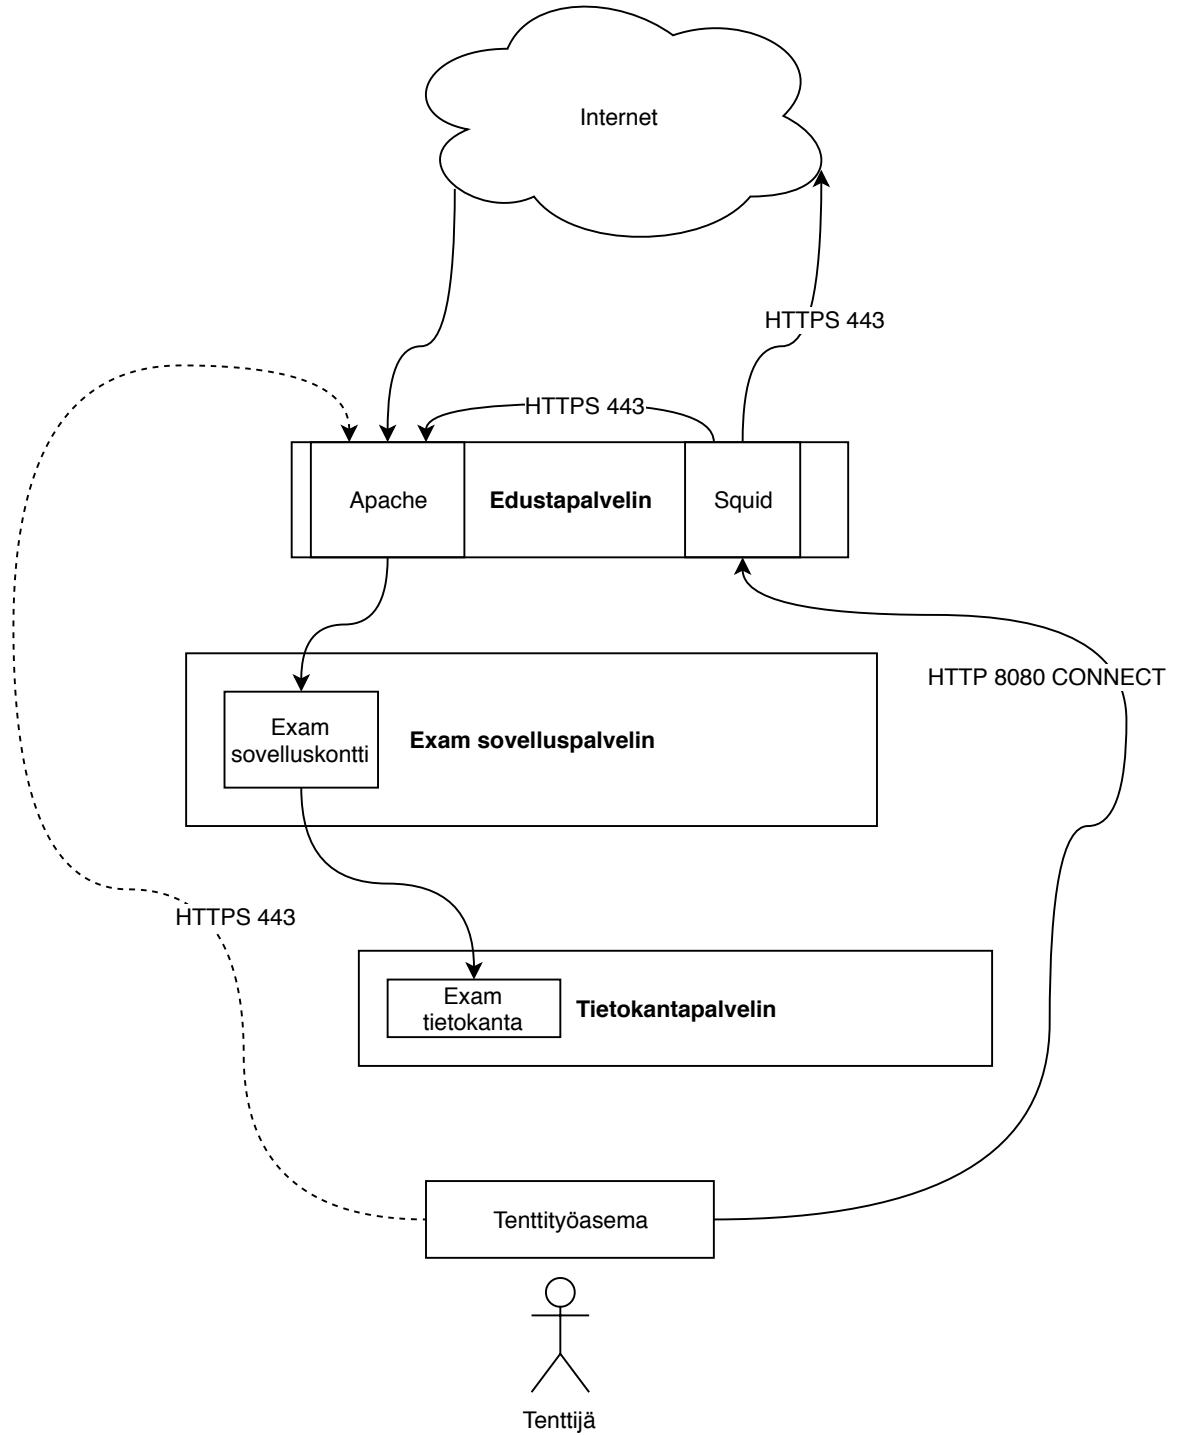 Internet
HTTPS 443
HTTPS 443
Apache
Edustapalvelin
Squid
HTTP 8080 CONNECT
Exam
sovelluskontti
Exam sovelluspalvelin
HTTPS 443
Exam
tietokanta
Tietokantapalvelin
Tenttityöasema
Tenttijä